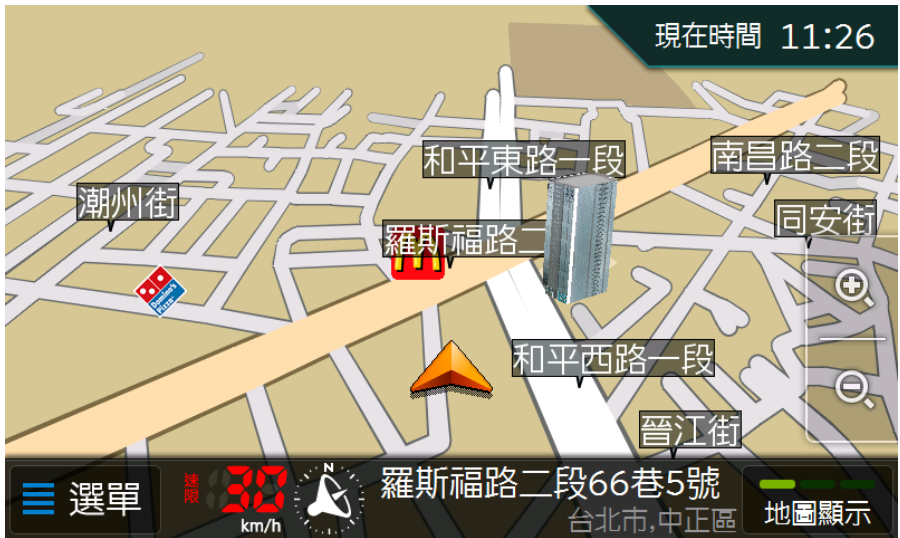 現在時間 11:26
和平東路一段
南昌路二段
潮州街
同安街
羅斯福路二
Domino's
Pizza
和平西路一段
晉江街
選單
速限
30
km/h
N
羅斯福路二段66巷5號
台北市,中正區
地圖顯示